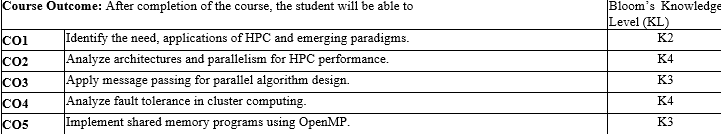 Course Outcome: After completion of the course, the student will be able to Bloom's Knowledge
Level (KL)
CO1 Identify the need, applications of HPC and emerging paradigms. K2
CO2 Analyze architectures and parallelism for HPC performance. K4
CO3 Apply message passing for parallel algorithm design. K3
CO4 Analyze fault tolerance in cluster computing. K4
CO5 Implement shared memory programs using OpenMP. K3